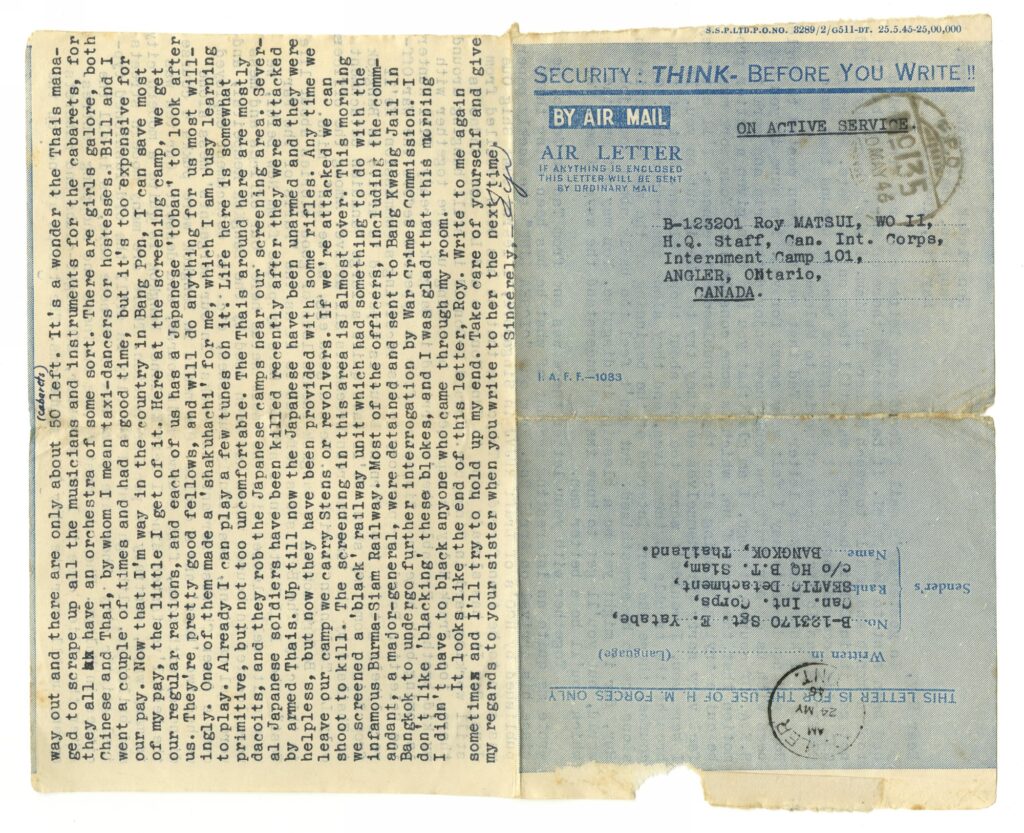 (cabarets)
way out and there are only about 50 left. It's a wonder the Thais mana-
ged to scrape up all the musicians and instruments for the cabarets, for
they all have an orchestra of some sort. There are girls galore, both
Chinese and Thai, by whom I mean taxi-dancers or hostesses. Bill and I
went a couple of times and had a good time, but it's too expensive for
our pay. Now that I'm way in the country in Bang Pon, I can save most
of my pay, the little I get of it. Here at the screening camp, we get
our regular rations, and each of us has a Japanese 'toban' to look after
us. They're pretty good fellows, and will do anything for us most will-
ingly. One of them made a 'shakuhachi' for me, which I am busy learning
to play. Already I can play a few tunes on it. Life here is somewhat
primitive, but not too uncomfortable. The Thais around here are mostly
dacoits, and they rob the Japanese camps near our screening area. Sever-
al Japanese soldiers have been killed recently after they were attacked
by armed Thais. Up till now the Japanese have been unarmed and they were
helpless, but now they have been provided with some rifles. Any time we
leave our camp we carry Stens or revolvers. If we're attacked we can
shoot to kill. The screening in this area is almost over. This morning
we screened a 'black' railway unit which had something to do with the
infamous Burma-Siam Railway. Most of the officers, including the comm-
andant, a major-general, were detained and sent to Bang Kwang Jail in
Bangkok to undergo further interrogation by War Crimes Commission. I
don't like 'blacking' these blokes, and I was glad that this morning
I didn't have to black anyone who came through my room.
It looks like the end of this letter, Roy. Write to me again
sometimes and I'll try to hold up my end. Take care of yourself and give
my regards to your sister when you write to her the next time.
Sincerely,
S.S.P.LTD.P.O.NO. 3289/2/G511-DT. 25.5.45-25,00,000
SECURITY: THINK- BEFORE YOU WRITE!!
BY AIR MAIL
ON ACTIVE SERVICE.
AIR LETTER
IF ANYTHING IS ENCLOSED
THIS LETTER WILL BE SENT
BY ORDINARY MAIL
F.P.O.
0135
MAY 46
B-123201 Roy MATSUI, WO II,
H.Q. Staff, Can. Int. Corps,
Internment Camp 101,
ANGLER, ONtario,
CANADA.
I.A.F.F.-1083
THIS LETTER IS FOR THE USE OF H.M. FORCES ONLY
Written in (Language)
Sender's
No. B-123170 Sgt. E. Yatabe,
Can. Int. Corps,
Rank SEATIC Detachment,
c/o HQ B.T. Siam,
Name BANGKOK, Thailand.
AM
24 MY
46
ONT.